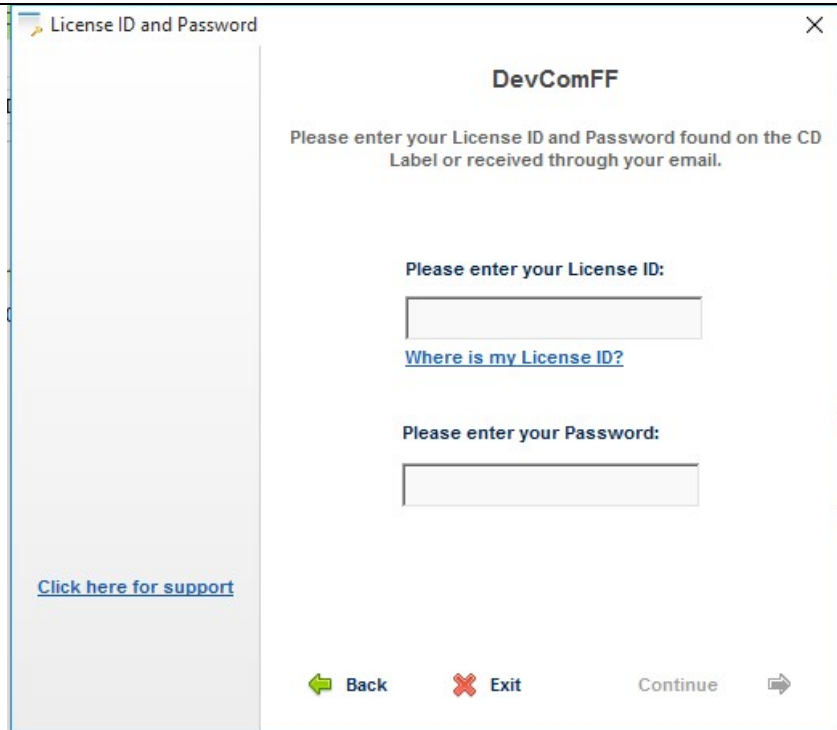 License ID and Password
DevComFF
Please enter your License ID and Password found on the CD
Label or received through your email.
Please enter your License ID:
Where is my License ID?
Please enter your Password:
Click here for support
Back
Exit
Continue